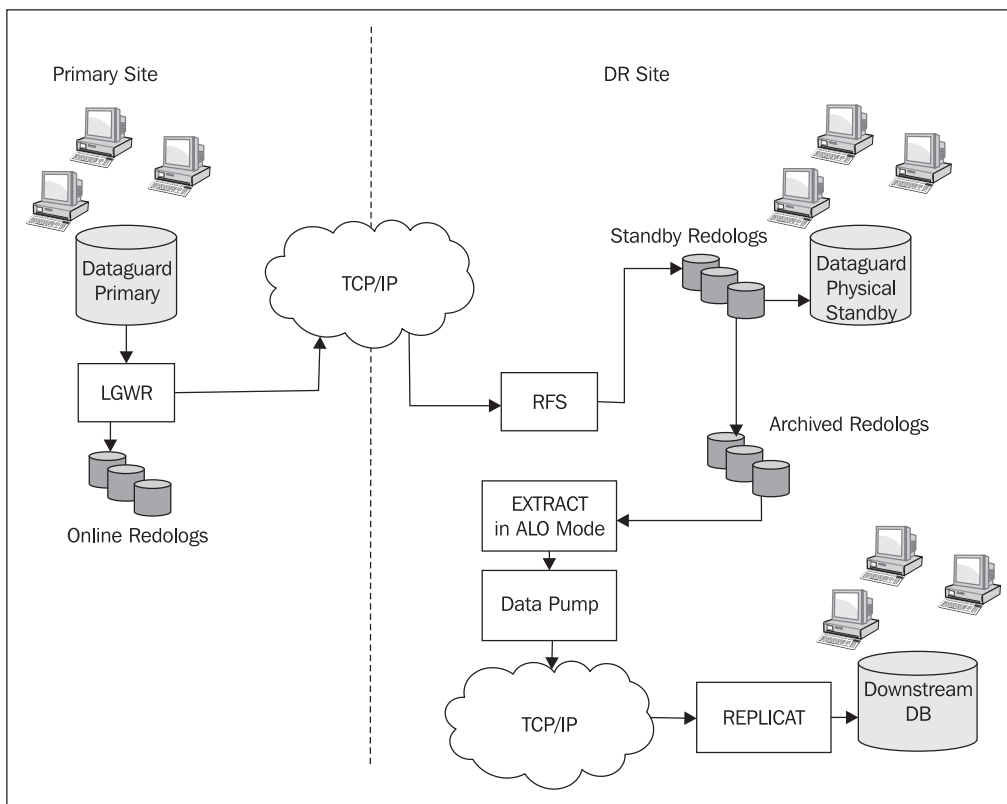 Primary Site
DR Site
Dataguard
Primary
TCP/IP
Standby Redologs
Dataguard
Physical
Standby
LGWR
RFS
Archived Redologs
Online Redologs
EXTRACT
in ALO Mode
Data Pump
TCP/IP
REPLICAT
Downstream
DB